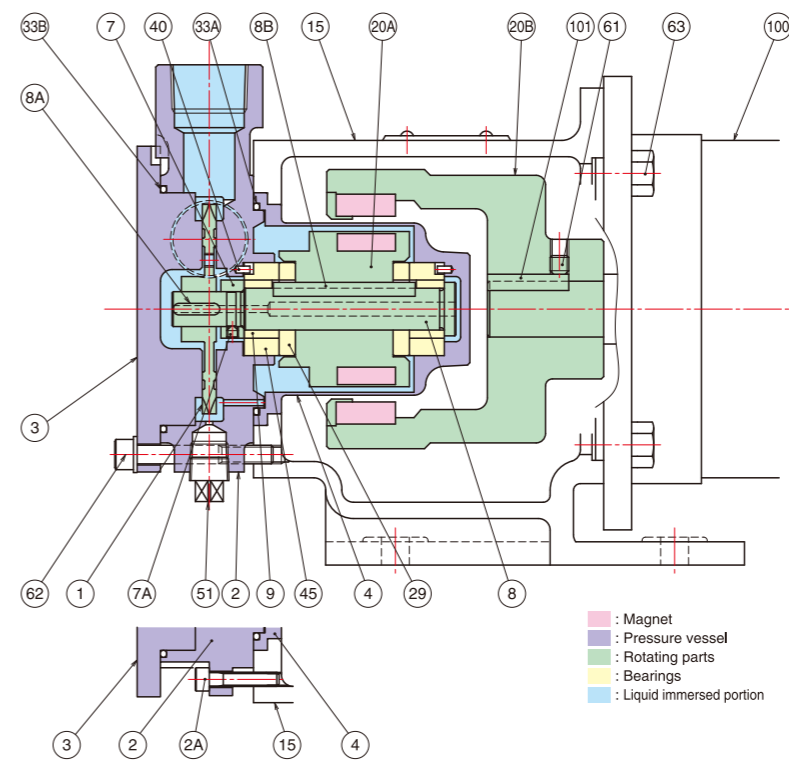 33B 7 40 33A 8B 20A 15 20B 101 61 63 100
8A
3
62 1 7A 51 2 9 45 4 29 8
: Magnet
: Pressure vessel
: Rotating parts
: Bearings
: Liquid immersed portion
3 2 2A 15 4